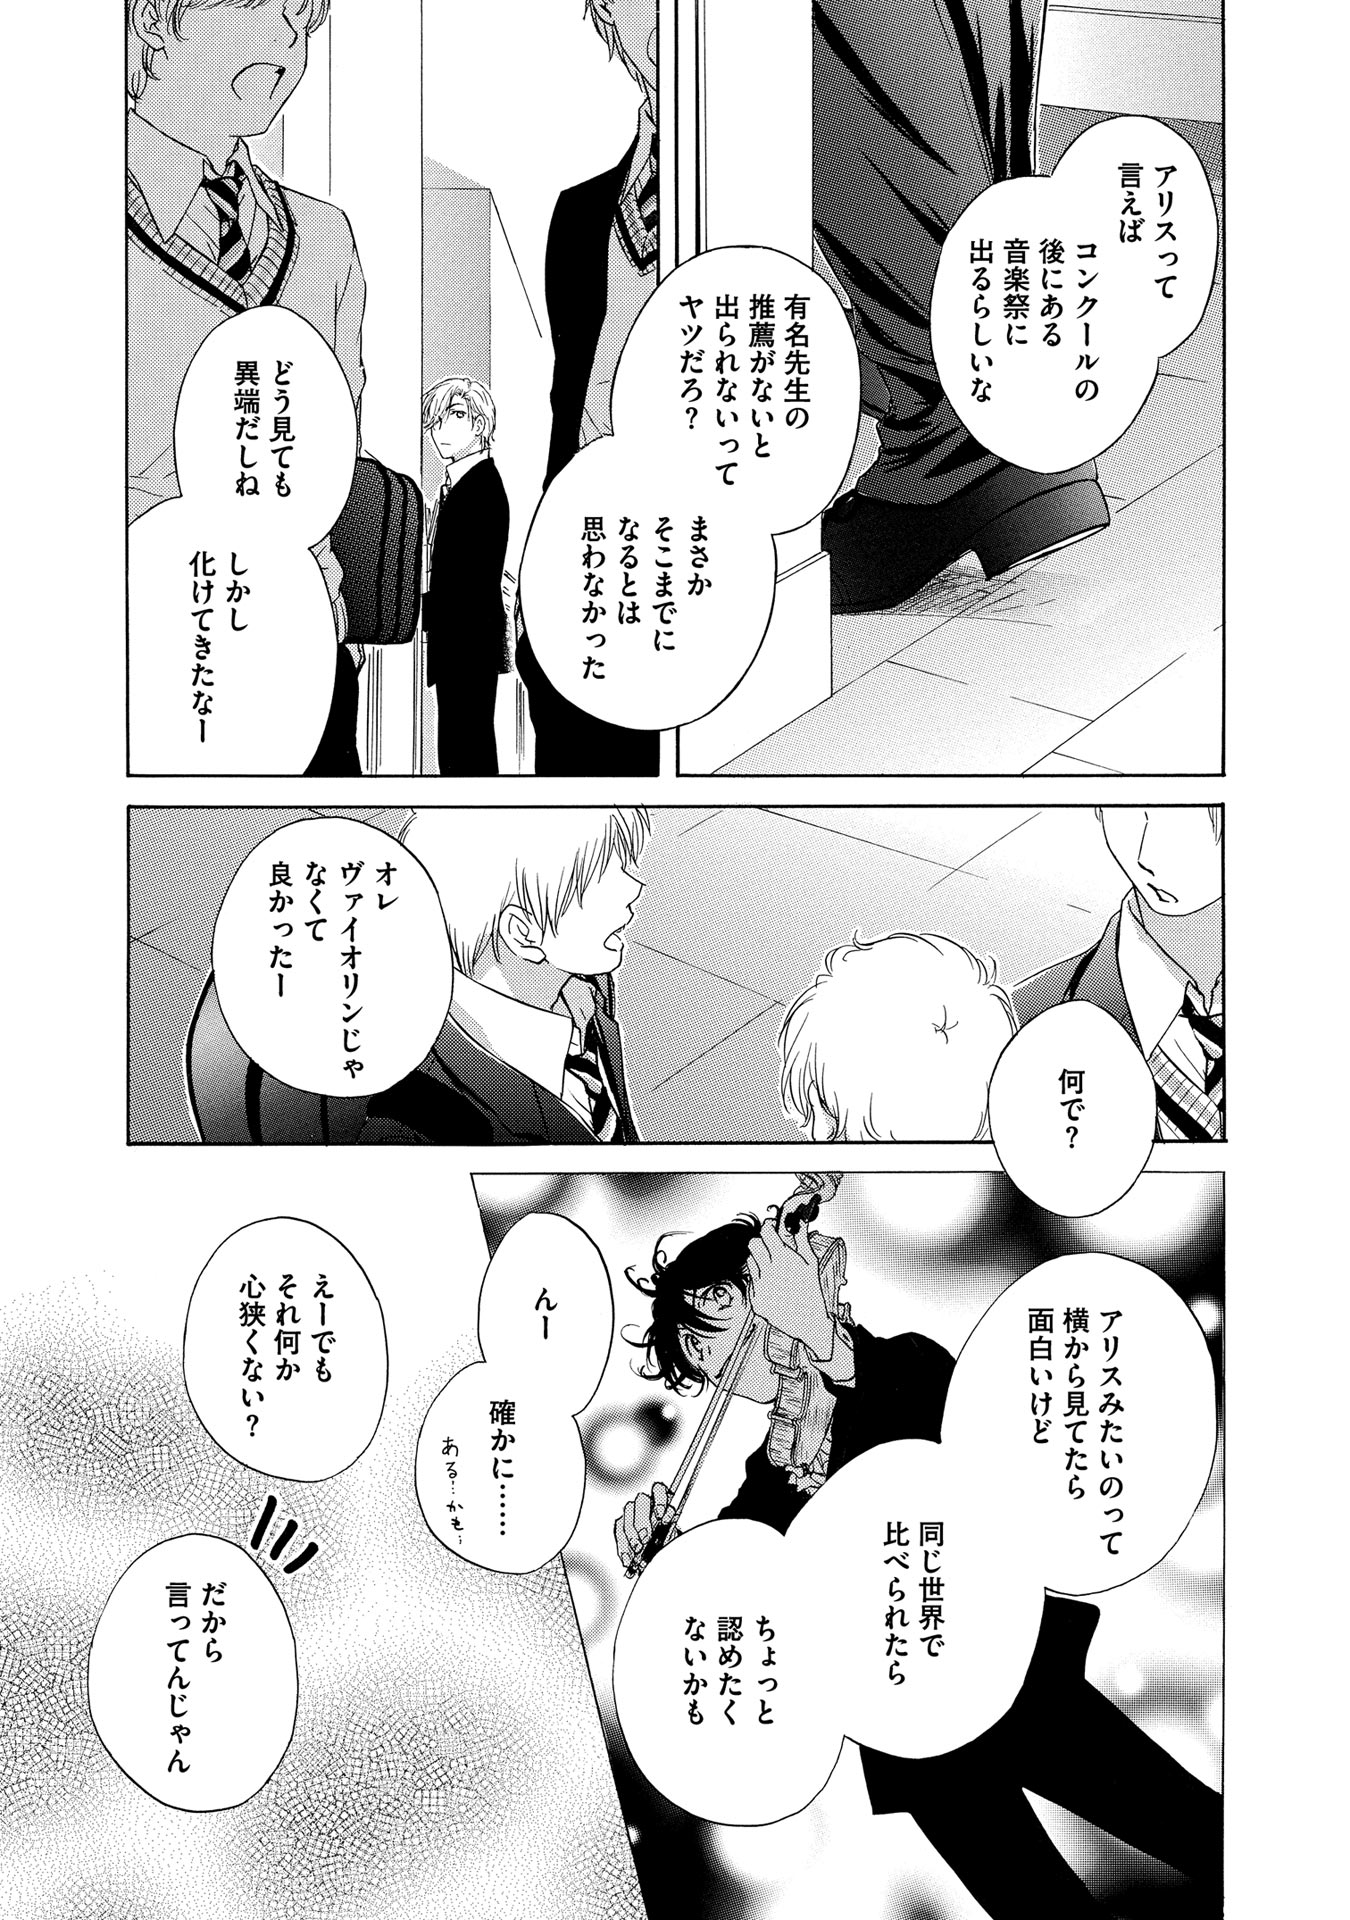 アリスって
言えば
コンクールの
後にある
音楽祭に
出るらしいな
有名先生の
推薦がないと
出られないって
ヤツだろ？
まさか
そこまでに
なるとは
思わなかった
どう見ても
異端だしね
しかし
化けてきたなー
何で？
オレ
ヴァイオリンじゃ
なくて
良かったー
アリスみたいのって
横から見てたら
面白いけど
同じ世界で
比べられたら
ちょっと
認めたく
ないかも
んー
確かに……
ある…かも…
えーでも
それ何か
心狭くない？
だから
言ってんじゃん